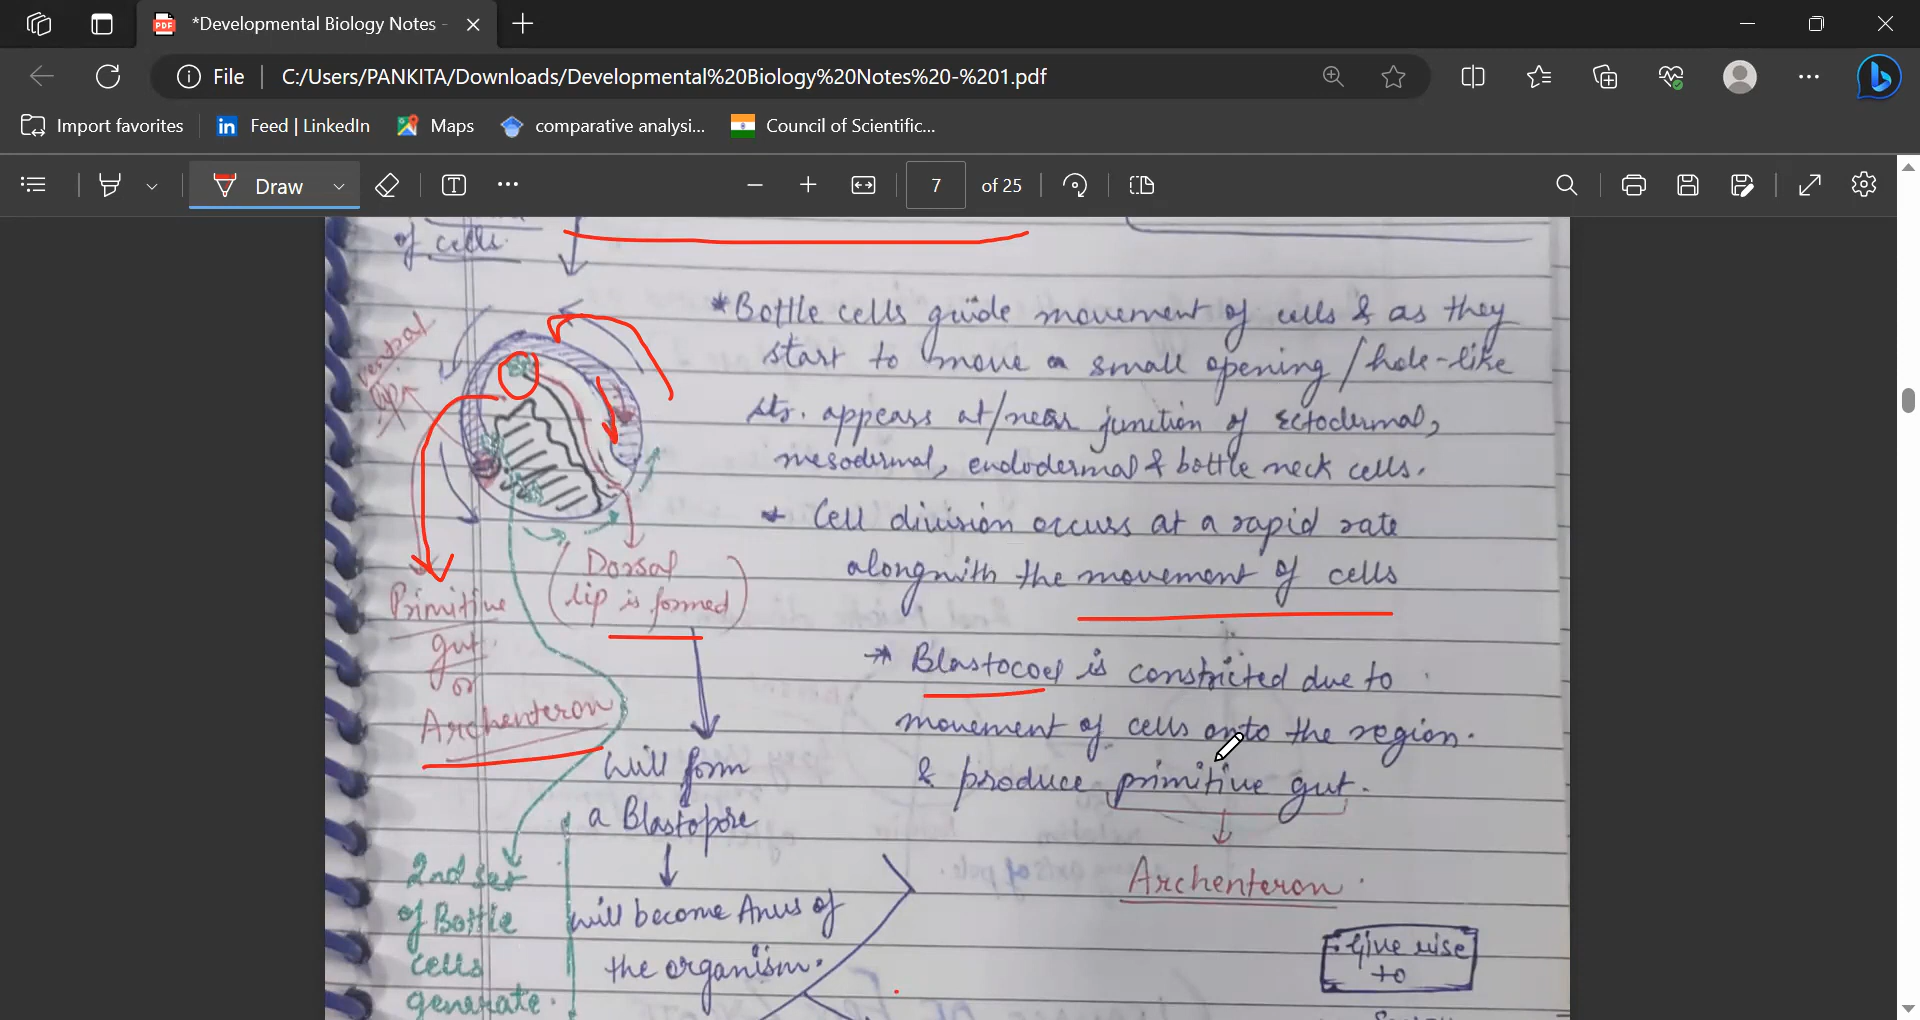 *Developmental Biology Notes -
File
C:/Users/PANKITA/Downloads/Developmental%20Biology%20Notes%20-%201.pdf
Import favorites
Feed | LinkedIn
Maps
comparative analysi...
Council of Scientific...
Draw
7 of 25
of cells.
*Bottle cells guide movement of cells & as they
start to move a small opening / hole-like
str. appears at/near junction of Ectodermal,
mesodermal, endodermal & bottle neck cells.
* Cell division occurs at a rapid rate
alongwith the movement of cells
* Blastocoel is constricted due to
movement of cells onto the region.
& produce primitive gut.
Archenteron.
Give rise
to
ventral
lip
(Dorsal
lip is formed)
Primitive
gut
or
Archenteron
will form
a Blastopore
will become Anus of
the organism.
2nd set
of Bottle
cells
generate.